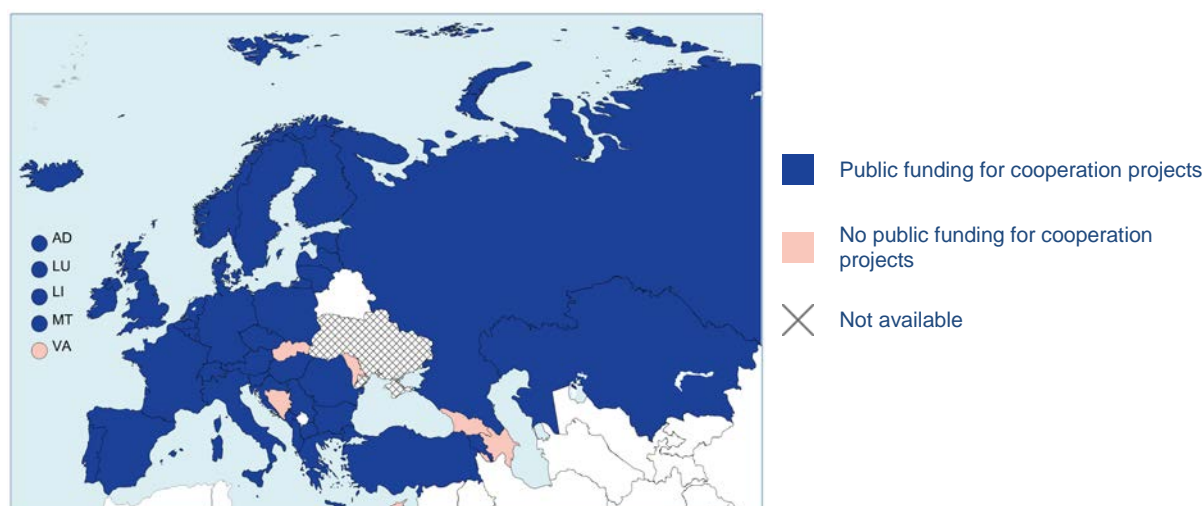 AD
LU
LI
MT
VA
Public funding for cooperation projects
No public funding for cooperation
projects
Not available